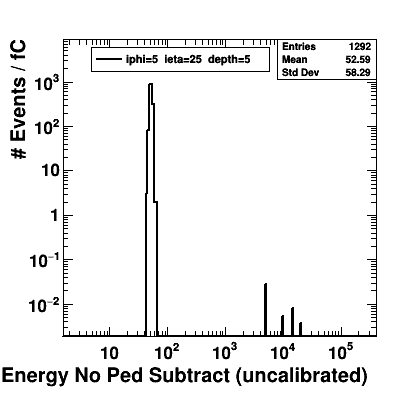 # Events / fC
iphi=5 ieta=25 depth=5
Entries 1292
Mean 52.59
Std Dev 58.29
10³
10²
10
1
10⁻¹
10⁻²
10 10² 10³ 10⁴ 10⁵
Energy No Ped Subtract (uncalibrated)